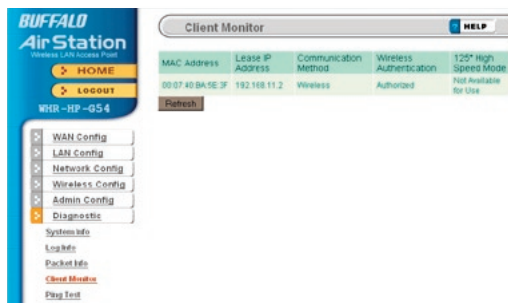 BUFFALO
AirStation
Wireless LAN Access Point
HOME
LOGOUT
WHR-HP-G54
WAN Config
LAN Config
Network Config
Wireless Config
Admin Config
Diagnostic
System Info
Log Info
Packet Info
Client Monitor
Ping Test
Client Monitor
? HELP
MAC Address Lease IP Address Communication Method Wireless Authentication 125* High Speed Mode
00:07:40:BA:5E:3F 192.168.11.2 Wireless Authorized Not Available for Use
Refresh